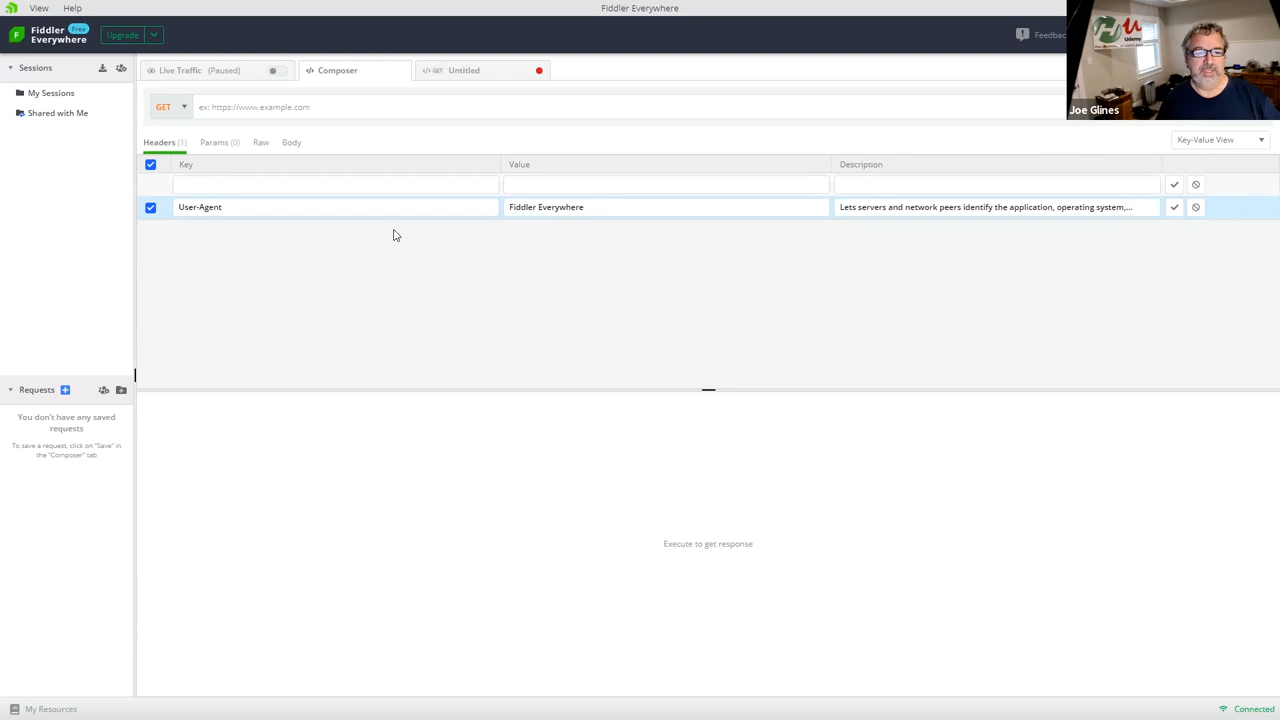 View Help
Fiddler Everywhere
Fiddler
Everywhere
Free
Upgrade
Udemy
Joe Glines
Sessions
Live Traffic (Paused)
Composer
GET Untitled
My Sessions
Shared with Me
GET
ex: https://www.example.com
Headers (1) Params (0) Raw Body
Key-Value View
Key Value Description
User-Agent Fiddler Everywhere Lets servers and network peers identify the application, operating system,...
Requests
You don't have any saved
requests
To save a request, click on "Save" in
the "Composer" tab
Execute to get response
My Resources
Connected